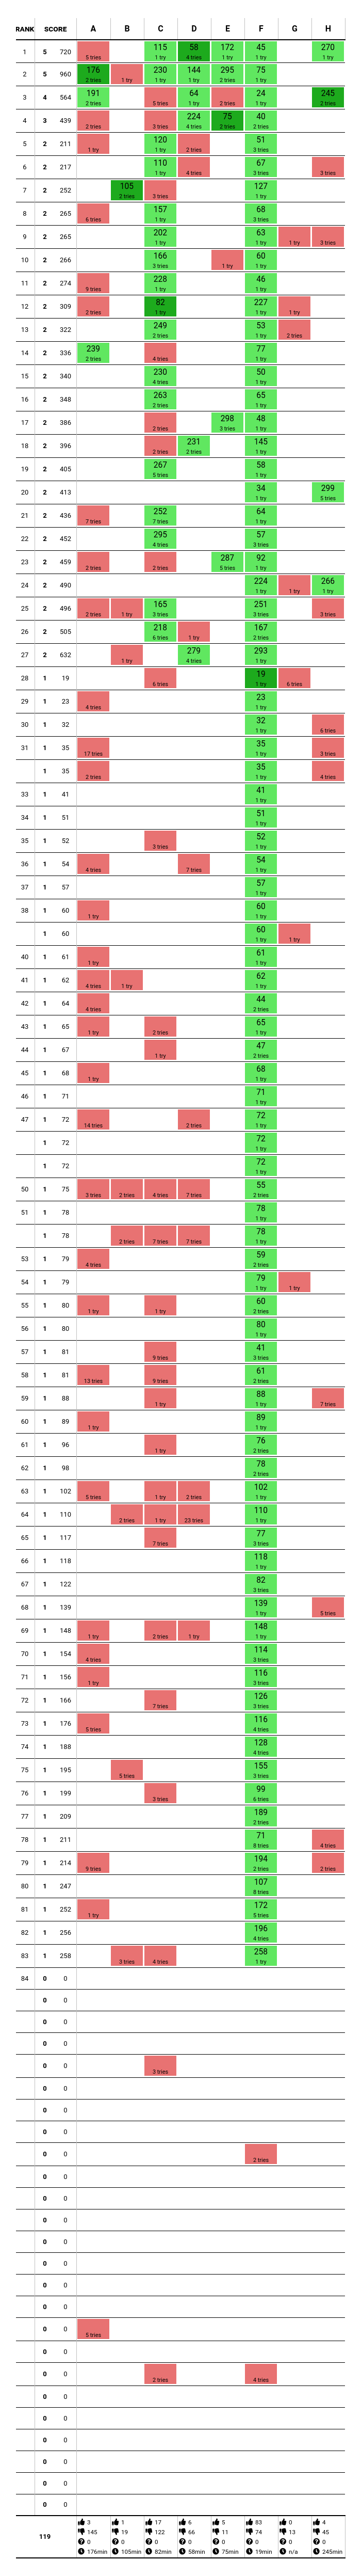 RANK SCORE A B C D E F G H
1 5 720 115 58 172 45 270
5 tries 1 try 4 tries 1 try 1 try 1 try
2 5 960 176 230 144 295 75
2 tries 1 try 1 try 1 try 2 tries 1 try
3 4 564 191 64 24 245
2 tries 5 tries 1 try 2 tries 1 try 2 tries
4 3 439 224 75 40
2 tries 3 tries 4 tries 2 tries 2 tries
5 2 211 120 51
1 try 1 try 2 tries 3 tries
6 2 217 110 67
1 try 4 tries 3 tries 3 tries
7 2 252 105 127
2 tries 3 tries 1 try
8 2 265 157 68
6 tries 1 try 3 tries
9 2 265 202 63
1 try 1 try 1 try 3 tries
10 2 266 166 60
3 tries 1 try 1 try
11 2 274 228 46
9 tries 1 try 1 try
12 2 309 82 227
2 tries 1 try 1 try 1 try
13 2 322 249 53
2 tries 1 try 2 tries
14 2 336 239 77
2 tries 4 tries 1 try
15 2 340 230 50
4 tries 1 try
16 2 348 263 65
2 tries 1 try
17 2 386 298 48
2 tries 3 tries 1 try
18 2 396 231 145
2 tries 2 tries 1 try
19 2 405 267 58
5 tries 1 try
20 2 413 34 299
1 try 5 tries
21 2 436 252 64
7 tries 7 tries 1 try
22 2 452 295 57
4 tries 3 tries
23 2 459 287 92
2 tries 2 tries 5 tries 1 try
24 2 490 224 266
1 try 1 try 1 try
25 2 496 165 251
2 tries 1 try 3 tries 3 tries 3 tries
26 2 505 218 167
6 tries 1 try 2 tries
27 2 632 279 293
1 try 4 tries 1 try
28 1 19 19
6 tries 1 try 6 tries
29 1 23 23
4 tries 1 try
30 1 32 32
1 try 6 tries
31 1 35 35
17 tries 1 try 3 tries
1 35 35
2 tries 1 try 4 tries
33 1 41 41
1 try
34 1 51 51
1 try
35 1 52 52
3 tries 1 try
36 1 54 54
4 tries 7 tries 1 try
37 1 57 57
1 try
38 1 60 60
1 try 1 try
1 60 60
1 try 1 try
40 1 61 61
1 try 1 try
41 1 62 62
4 tries 1 try 1 try
42 1 64 44
4 tries 2 tries
43 1 65 65
1 try 2 tries 1 try
44 1 67 47
1 try 2 tries
45 1 68 68
1 try 1 try
46 1 71 71
1 try
47 1 72 72
14 tries 2 tries 1 try
1 72 72
1 try
1 72 72
1 try
50 1 75 55
3 tries 2 tries 4 tries 7 tries 2 tries
51 1 78 78
1 try
1 78 78
2 tries 7 tries 7 tries 1 try
53 1 79 59
4 tries 2 tries
54 1 79 79
1 try 1 try
55 1 80 60
1 try 1 try 2 tries
56 1 80 80
1 try
57 1 81 41
9 tries 3 tries
58 1 81 61
13 tries 9 tries 2 tries
59 1 88 88
1 try 1 try 7 tries
60 1 89 89
1 try 1 try
61 1 96 76
1 try 2 tries
62 1 98 78
2 tries
63 1 102 102
5 tries 1 try 2 tries 1 try
64 1 110 110
2 tries 1 try 23 tries 1 try
65 1 117 77
7 tries 3 tries
66 1 118 118
1 try
67 1 122 82
3 tries
68 1 139 139
1 try 5 tries
69 1 148 148
1 try 2 tries 1 try 1 try
70 1 154 114
4 tries 3 tries
71 1 156 116
1 try 3 tries
72 1 166 126
7 tries 3 tries
73 1 176 116
5 tries 4 tries
74 1 188 128
4 tries
75 1 195 155
5 tries 3 tries
76 1 199 99
3 tries 6 tries
77 1 209 189
2 tries
78 1 211 71
8 tries 4 tries
79 1 214 194
9 tries 2 tries 2 tries
80 1 247 107
8 tries
81 1 252 172
1 try 5 tries
82 1 256 196
4 tries
83 1 258 258
3 tries 4 tries 1 try
84 0 0
0 0
0 0
0 0
0 0
3 tries
0 0
0 0
0 0
0 0
2 tries
0 0
0 0
0 0
0 0
0 0
0 0
0 0
0 0
5 tries
0 0
0 0
2 tries 4 tries
0 0
0 0
0 0
0 0
0 0
0 0
3 1 17 6 5 83 0 4
119 145 19 122 66 11 74 13 45
0 0 0 0 0 0 0 0
176min 105min 82min 58min 75min 19min n/a 245min